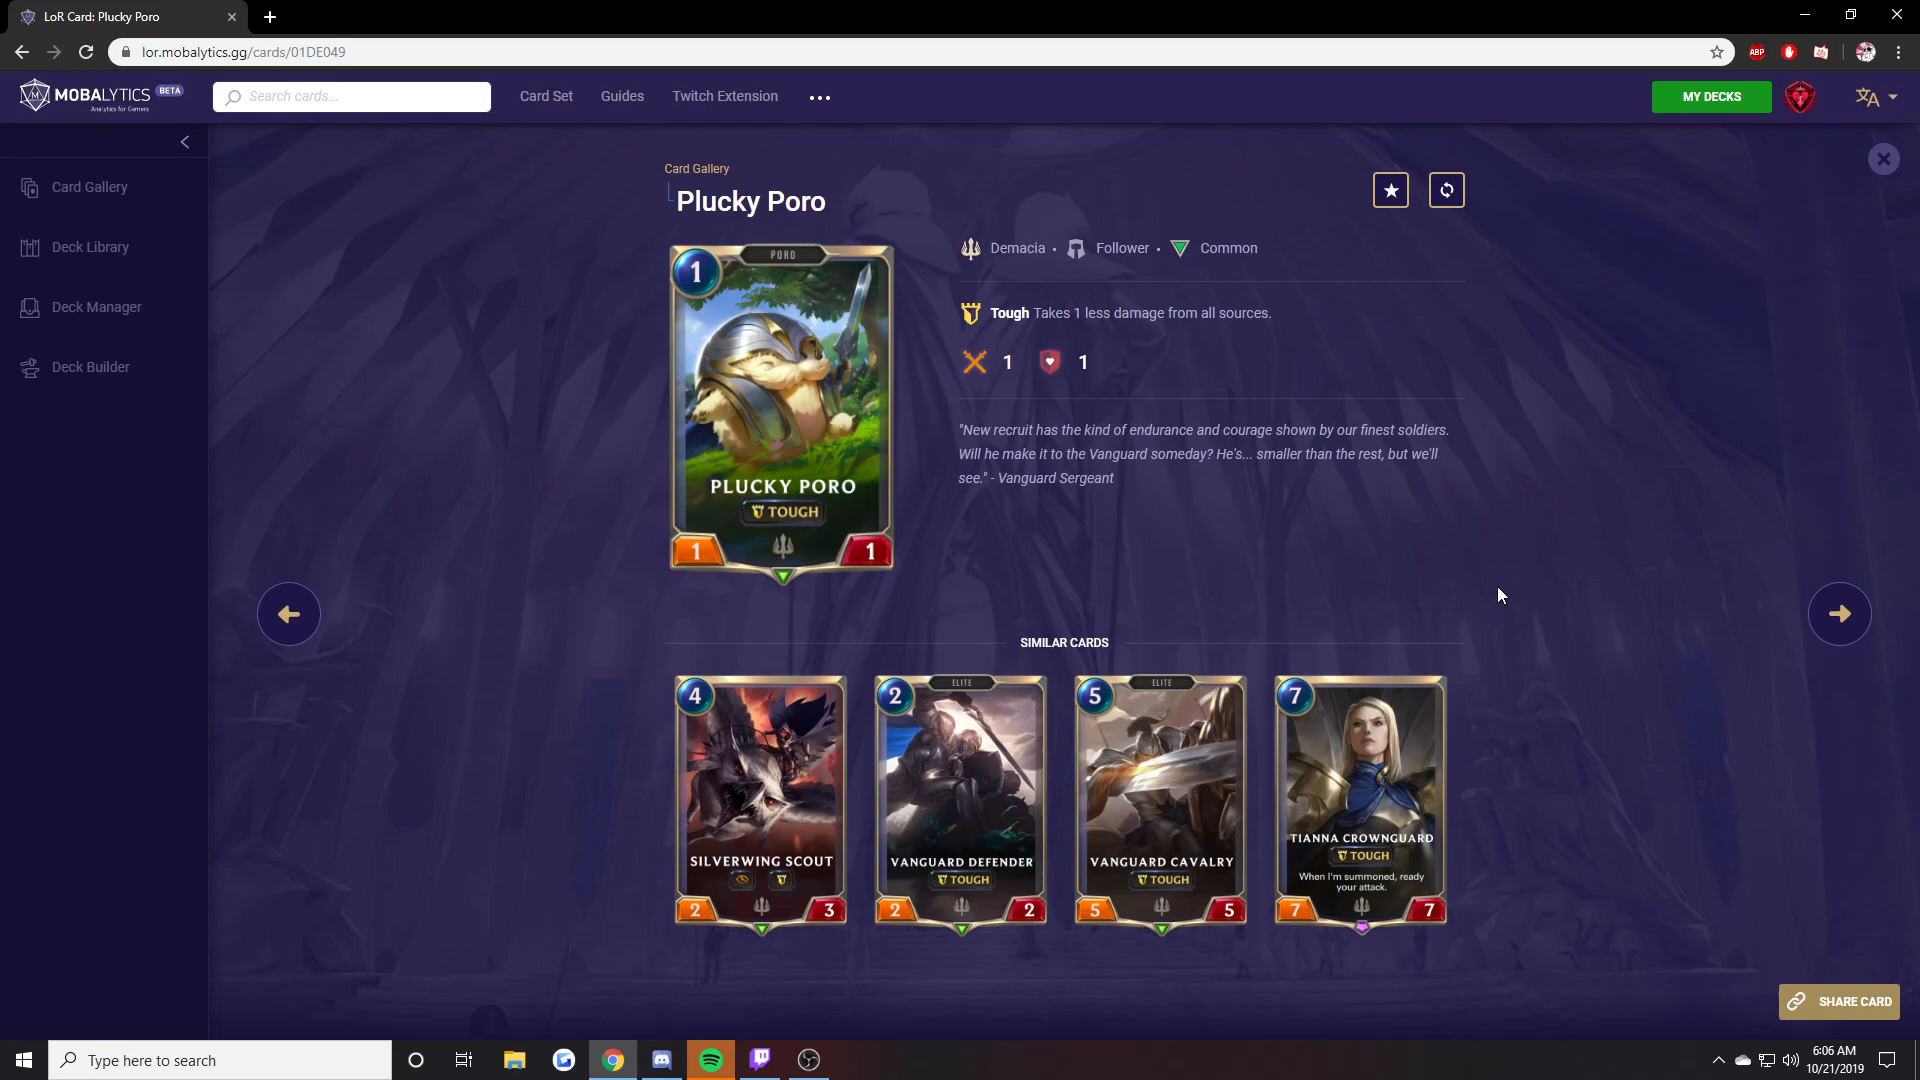 LoR Card: Plucky Poro
lor.mobalytics.gg/cards/01DE049
ABP
MOBALYTICS BETA
Analytics for Gamers
Search cards...
Card Set
Guides
Twitch Extension
MY DECKS
Card Gallery
Deck Library
Deck Manager
Deck Builder
Card Gallery
Plucky Poro
Demacia • Follower • Common
Tough Takes 1 less damage from all sources.
1 1
"New recruit has the kind of endurance and courage shown by our finest soldiers.
Will he make it to the Vanguard someday? He's... smaller than the rest, but we'll
see." - Vanguard Sergeant
PORO
1
PLUCKY PORO
TOUGH
1 1
SIMILAR CARDS
4
SILVERWING SCOUT
2 3
ELITE
2
VANGUARD DEFENDER
TOUGH
2 2
ELITE
5
VANGUARD CAVALRY
TOUGH
5 5
7
TIANNA CROWNGUARD
TOUGH
When I'm summoned, ready
your attack.
7 7
SHARE CARD
Type here to search
6:06 AM
10/21/2019